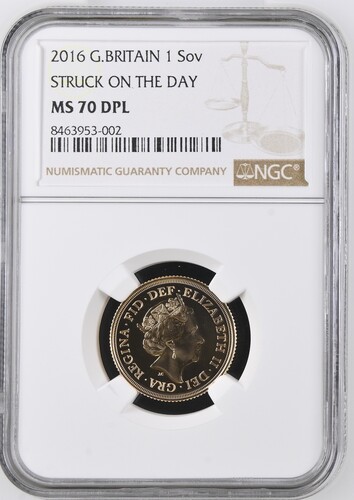 2016 G.BRITAIN 1 Sov
STRUCK ON THE DAY
MS 70 DPL
8463953-002
NUMISMATIC GUARANTY COMPANY
NGC®
ELIZABETH II · DEI · GRA · REGINA · FID · DEF ·